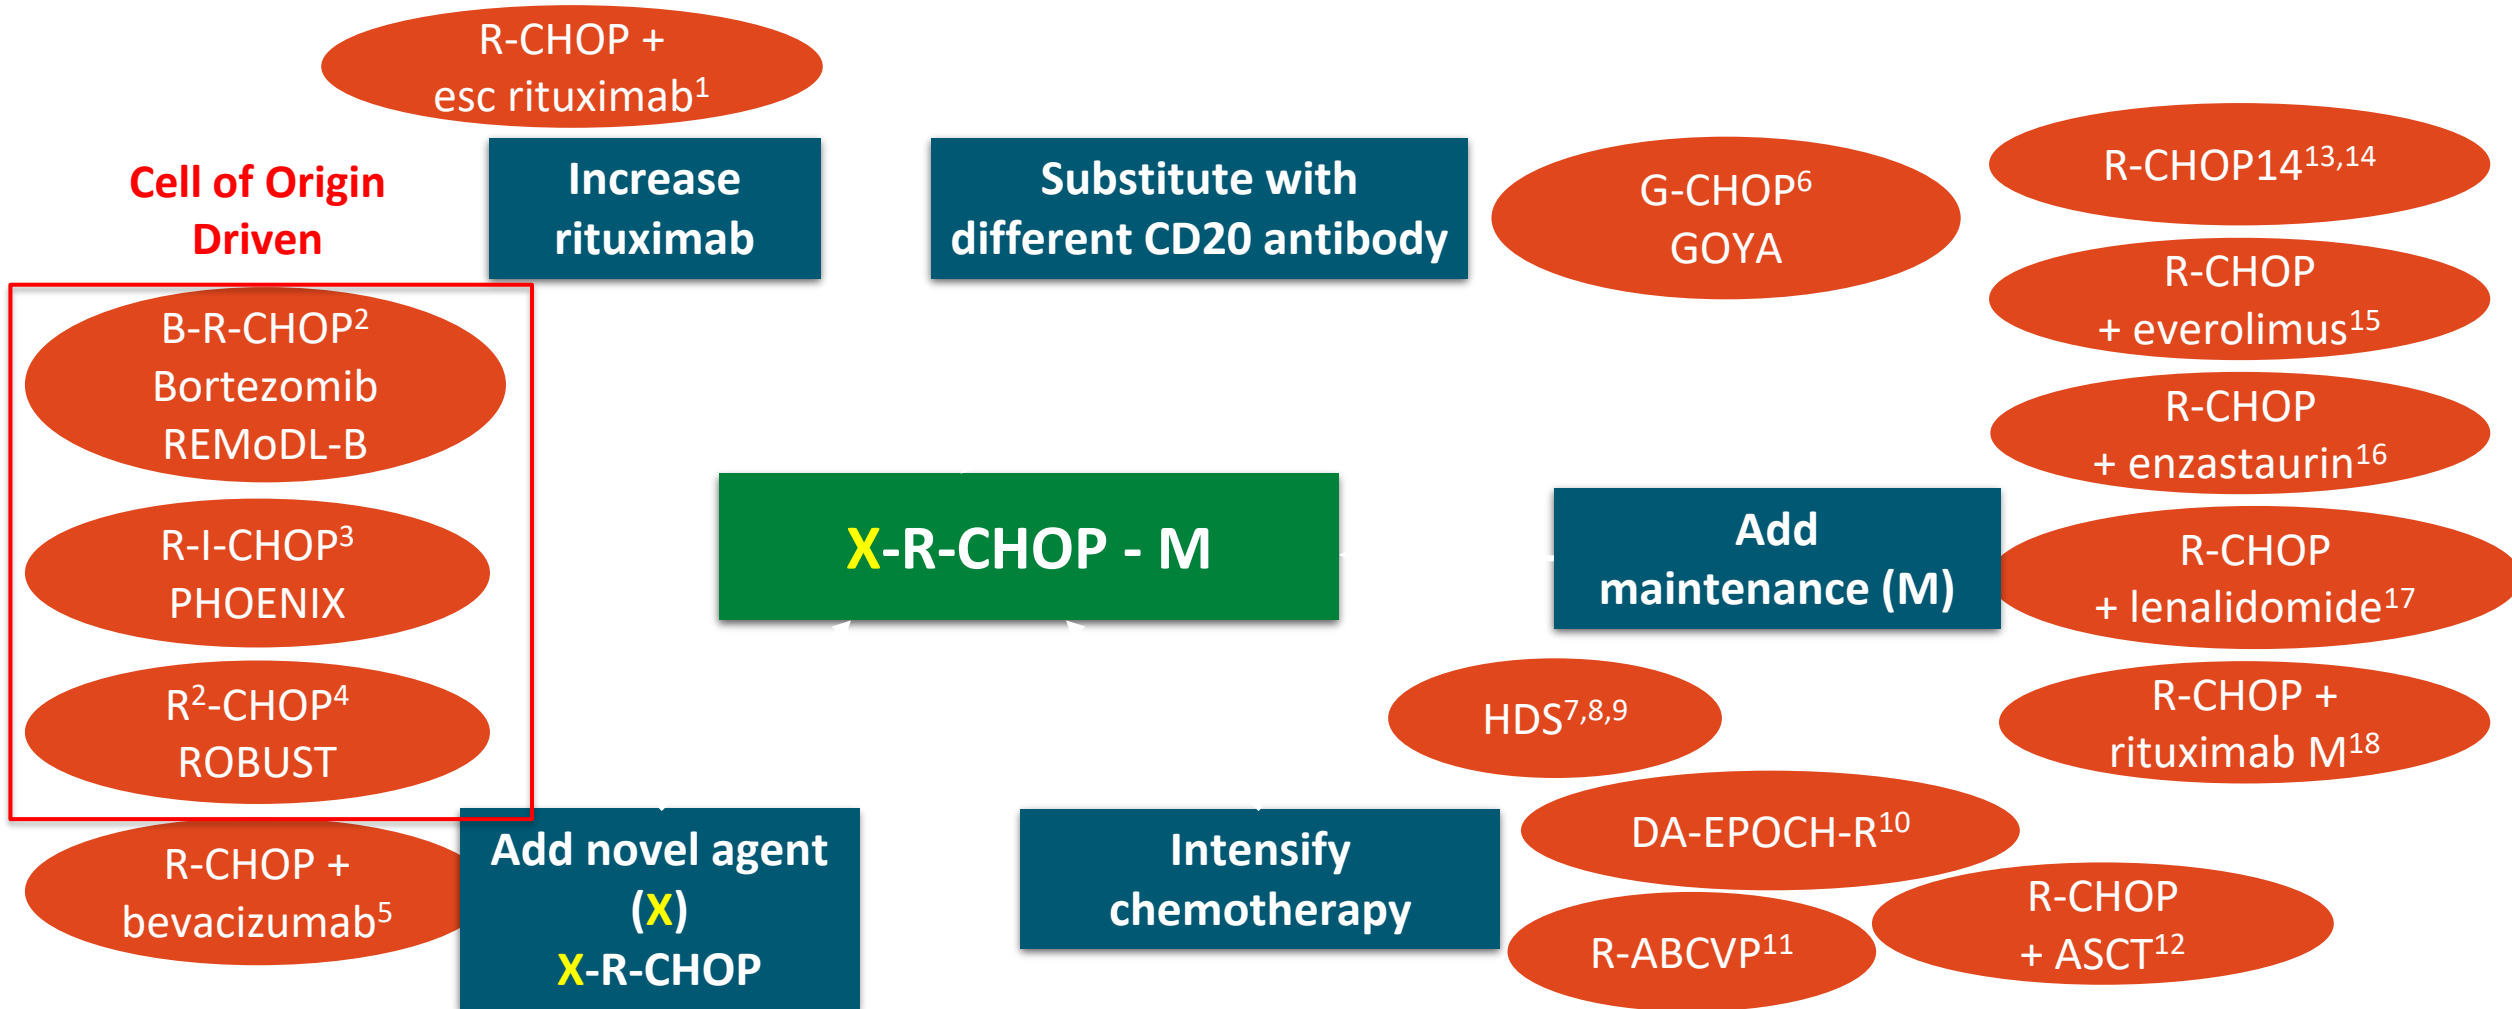 R-CHOP +
esc rituximab¹
Cell of Origin
Driven
Increase
rituximab
Substitute with
different CD20 antibody
G-CHOP⁶
GOYA
R-CHOP14¹³,¹⁴
R-CHOP
+ everolimus¹⁵
R-CHOP
+ enzastaurin¹⁶
R-CHOP
+ lenalidomide¹⁷
R-CHOP +
rituximab M¹⁸
B-R-CHOP²
Bortezomib
REMoDL-B
R-I-CHOP³
PHOENIX
R²-CHOP⁴
ROBUST
R-CHOP +
bevacizumab⁵
X-R-CHOP - M
Add
maintenance (M)
Add novel agent
(X)
X-R-CHOP
Intensify
chemotherapy
HDS⁷,⁸,⁹
DA-EPOCH-R¹⁰
R-ABCVP¹¹
R-CHOP
+ ASCT¹²